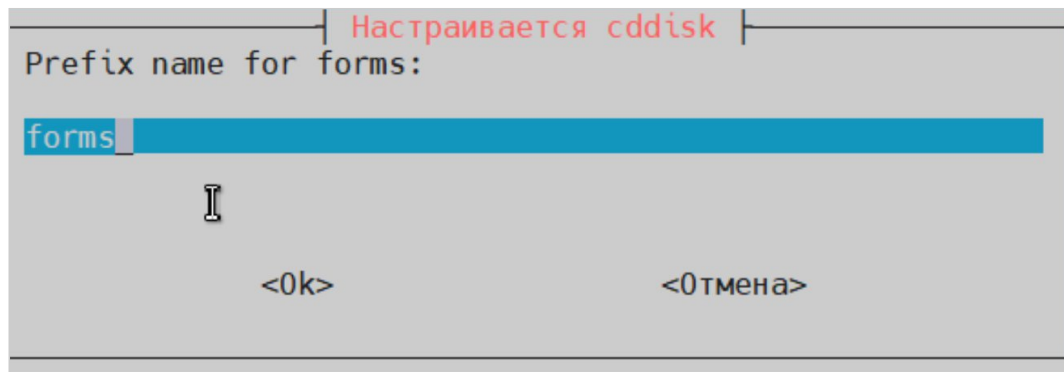 Настраивается cddisk
Prefix name for forms:
forms_
<Ok> <Отмена>